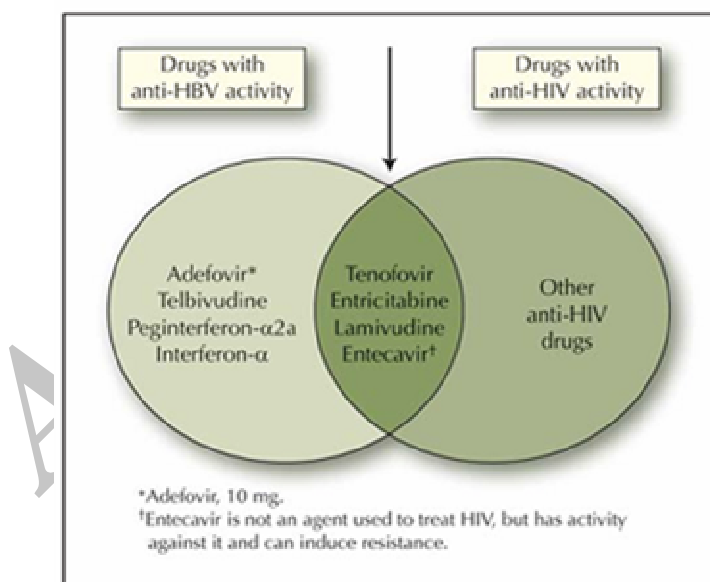 Drugs with
anti-HBV activity
Drugs with
anti-HIV activity
Adefovir*
Telbivudine
Peginterferon-α2a
Interferon-α
Tenofovir
Entricitabine
Lamivudine
Entecavir†
Other
anti-HIV
drugs
*Adefovir, 10 mg.
†Entecavir is not an agent used to treat HIV, but has activity
against it and can induce resistance.
A